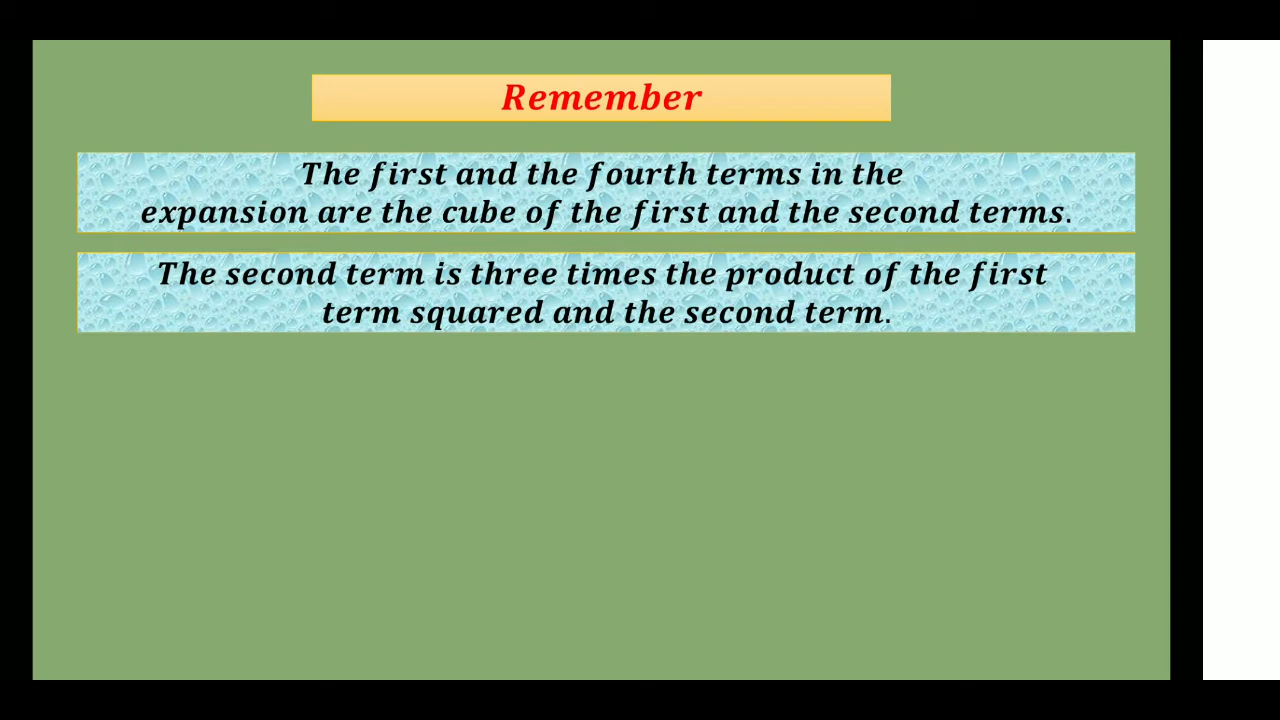 Remember
The first and the fourth terms in the
expansion are the cube of the first and the second terms.
The second term is three times the product of the first
term squared and the second term.